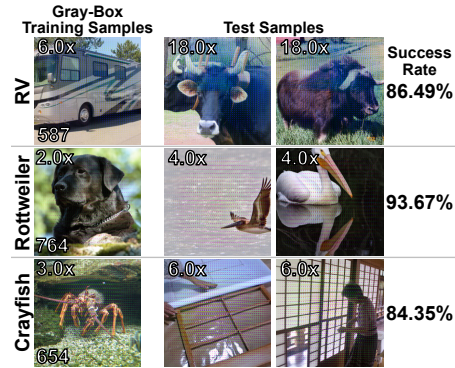 Gray-Box
Training Samples
Test Samples
Success
Rate
RV
6.0x
587
18.0x
18.0x
86.49%
Rottweiler
2.0x
764
4.0x
4.0x
93.67%
Crayfish
3.0x
654
6.0x
6.0x
84.35%